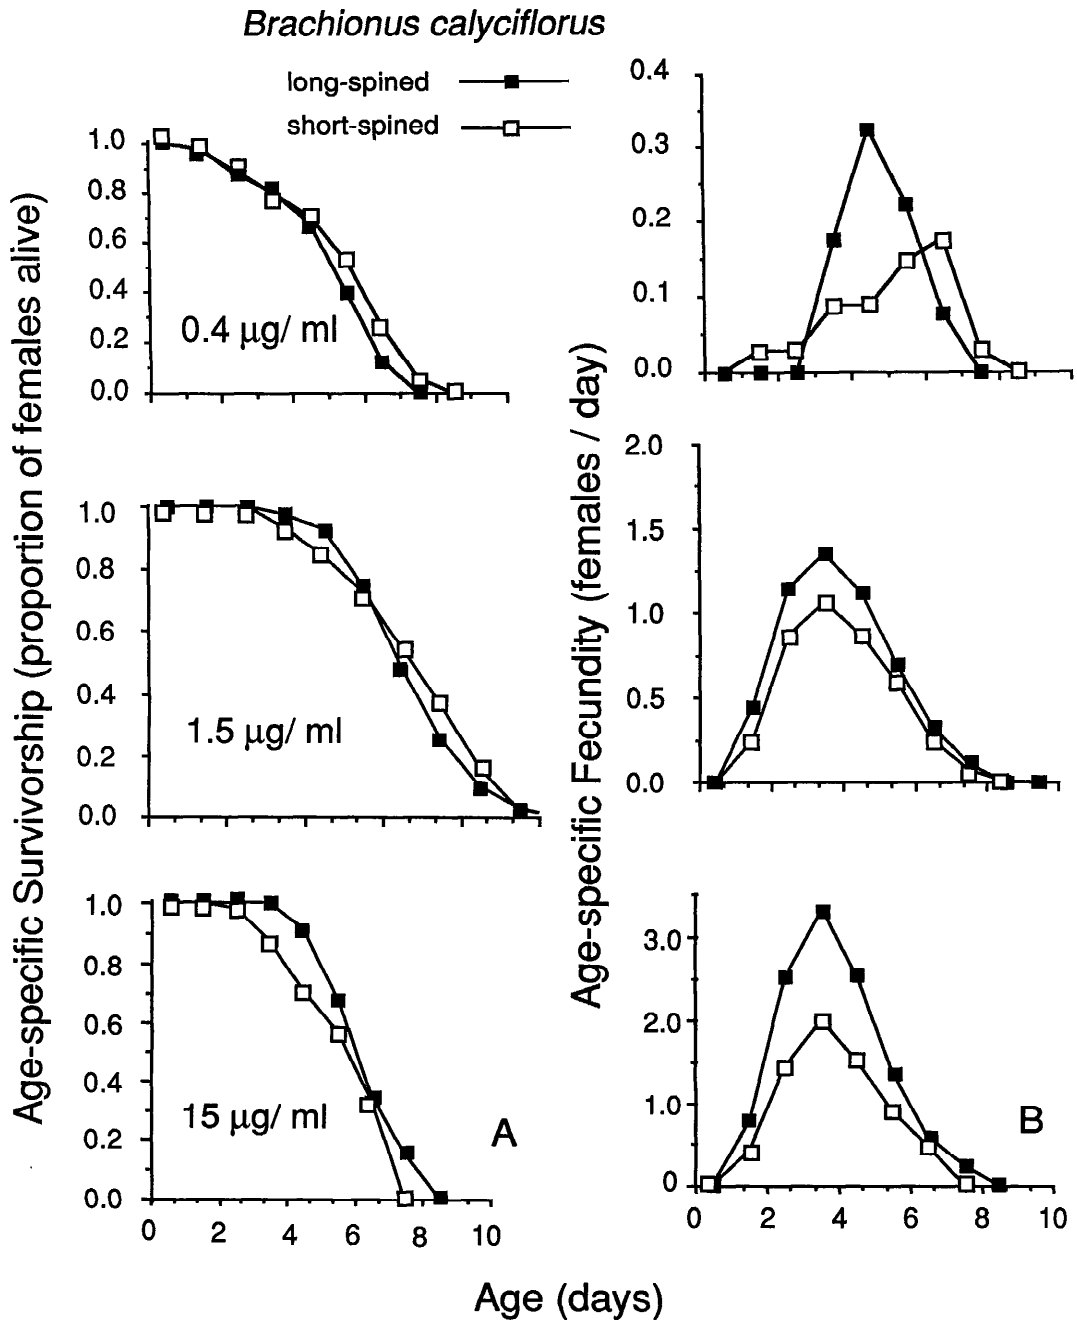 Brachionus calyciflorus
long-spined
short-spined
Age-specific Survivorship (proportion of females alive)
1.0
0.8
0.6
0.4
0.2
0.0
0.4 µg/ ml
0.4
0.3
0.2
0.1
0.0
Age-specific Fecundity (females / day)
1.0
0.8
0.6
0.4
0.2
0.0
1.5 µg/ ml
2.0
1.5
1.0
0.5
0.0
1.0
0.8
0.6
0.4
0.2
0.0
15 µg/ ml
A
0 2 4 6 8 10
3.0
2.0
1.0
0
B
0 2 4 6 8 10
Age (days)